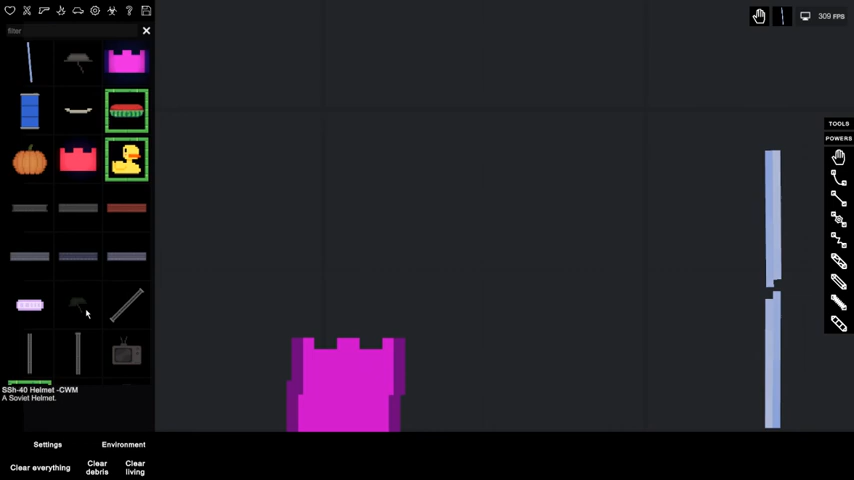 309 FPS
filter
TOOLS
POWERS
SSh-40 Helmet -CWM
A Soviet Helmet.
Settings
Environment
Clear everything
Clear debris
Clear living